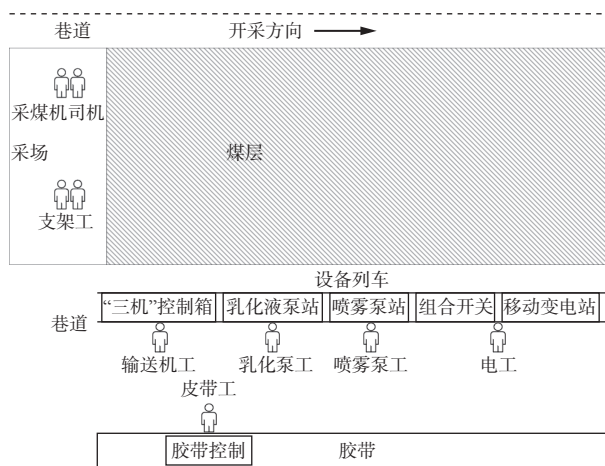 巷道 开采方向
采煤机司机
采场 煤层
支架工
设备列车
“三机”控制箱 乳化液泵站 喷雾泵站 组合开关 移动变电站
巷道
输送机工 乳化泵工 喷雾泵工 电工
皮带工
胶带控制 胶带